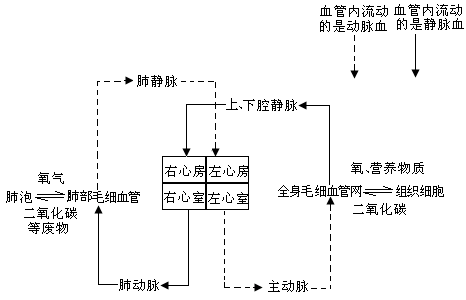 血管内流动
的是动脉血
血管内流动
的是静脉血
肺静脉
上、下腔静脉
右心房
左心房
右心室
左心室
氧气
肺泡
肺部毛细血管
二氧化碳
等废物
氧、营养物质
全身毛细血管网
组织细胞
二氧化碳
肺动脉
主动脉